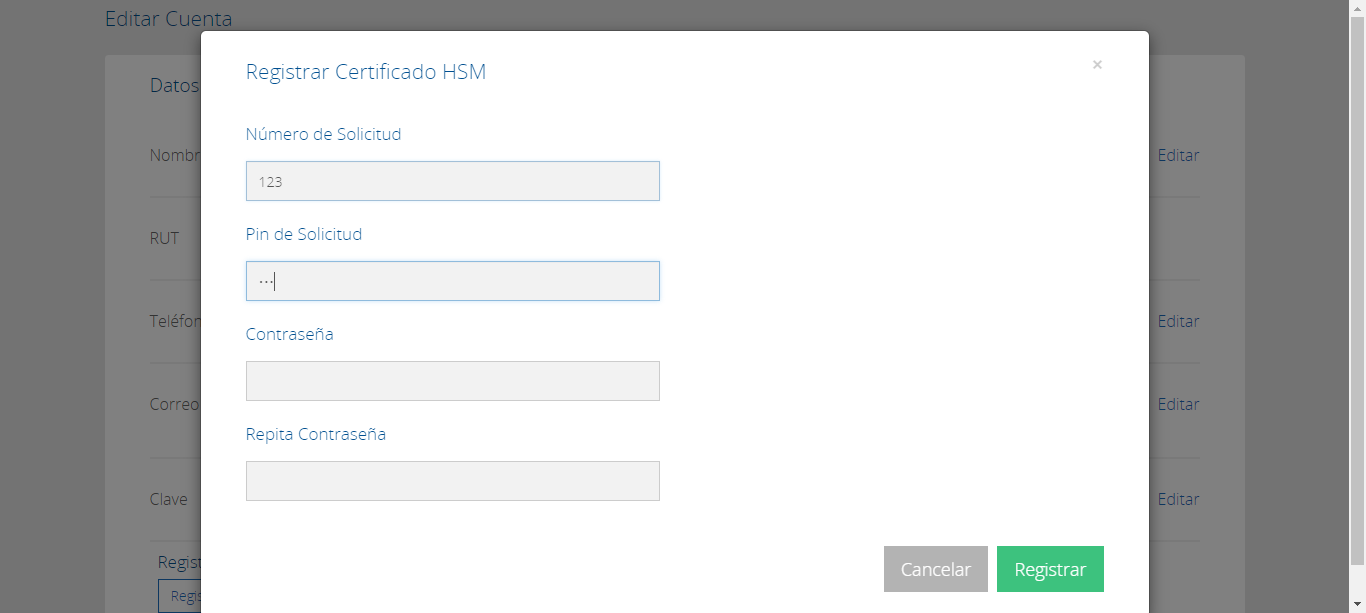 Editar Cuenta
Registrar Certificado HSM
×
Datos
Número de Solicitud
123
Nombr
Editar
Pin de Solicitud
RUT
···
Contraseña
Teléfon
Editar
Correo
Editar
Repita Contraseña
Clave
Editar
Regist
Regis
Cancelar
Registrar